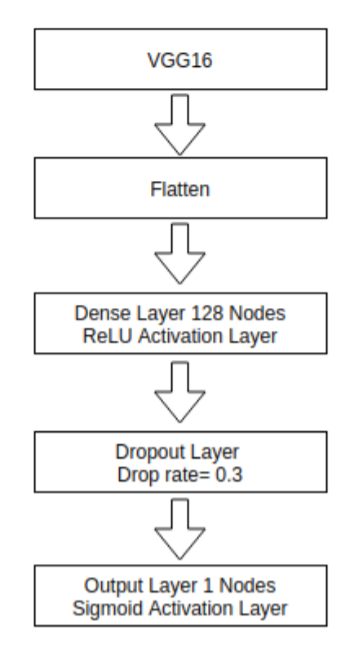 VGG16
Flatten
Dense Layer 128 Nodes
ReLU Activation Layer
Dropout Layer
Drop rate= 0.3
Output Layer 1 Nodes
Sigmoid Activation Layer